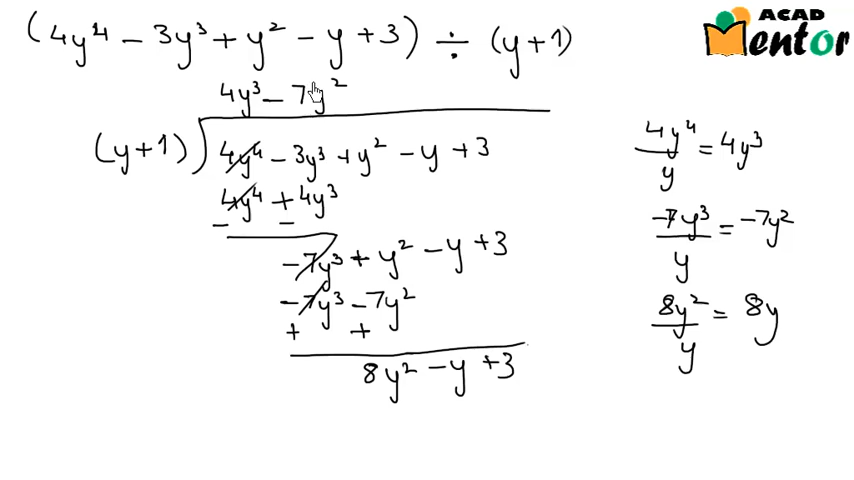 (4y⁴ − 3y³ + y² − y + 3) ÷ (y + 1)
ACAD
Mentor
4y³ − 7y²
(y + 1) ) 4y⁴ − 3y³ + y² − y + 3
4y⁴ + 4y³
− −
−7y³ + y² − y + 3
−7y³ − 7y²
+ +
8y² − y + 3
4y⁴/y = 4y³
−7y³/y = −7y²
8y²/y = 8y